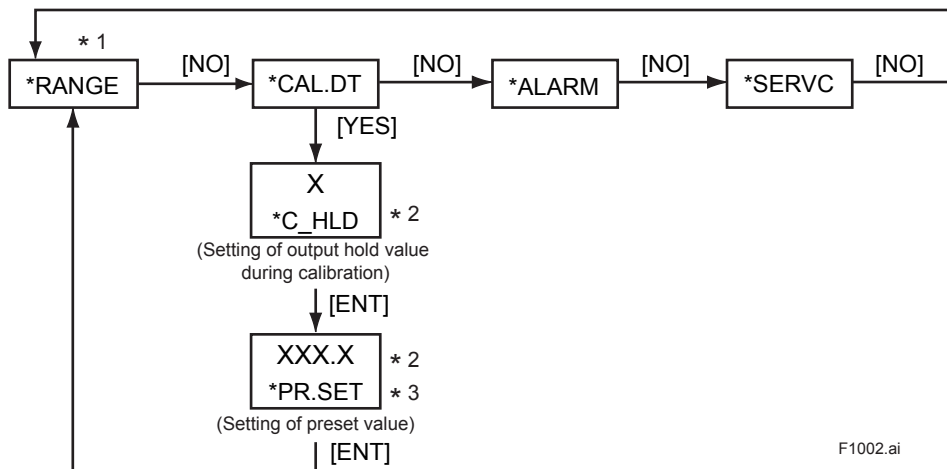 * 1
*RANGE
[NO]
*CAL.DT
[NO]
*ALARM
[NO]
*SERVC
[NO]
[YES]
X
*C_HLD
* 2
(Setting of output hold value
during calibration)
[ENT]
XXX.X
* 2
*PR.SET
* 3
(Setting of preset value)
[ENT]
F1002.ai